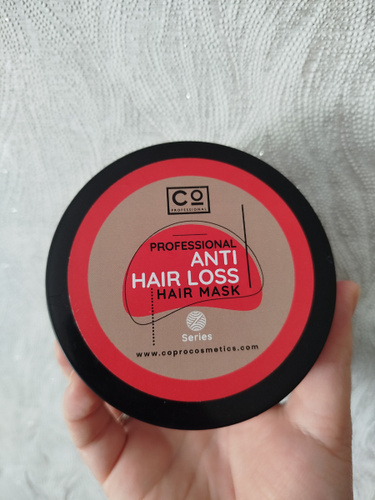 CO
PROFESSIONAL
PROFESSIONAL
ANTI
HAIR LOSS
HAIR MASK
Series
www.coprocosmetics.com